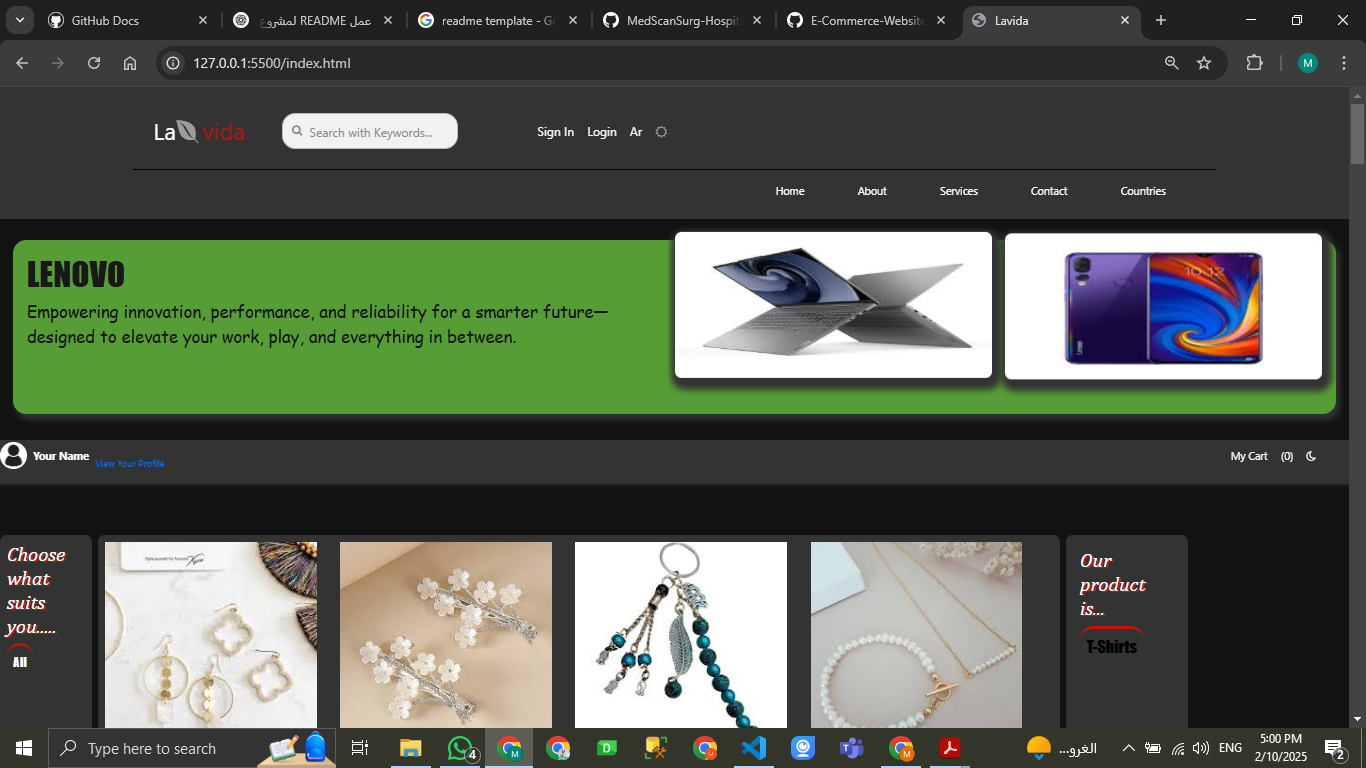 GitHub Docs
عمل README لمشروع
readme template - Go
MedScanSurg-Hospit
E-Commerce-Website
Lavida
127.0.0.1:5500/index.html
M
La vida
Search with Keywords...
Sign In
Login
Ar
Home
About
Services
Contact
Countries
LENOVO
Empowering innovation, performance, and reliability for a smarter future—
designed to elevate your work, play, and everything in between.
10:12
Your Name
View Your Profile
My Cart
(0)
Choose
what
suits
you.....
All
Our
product
is...
T-Shirts
Type here to search
4
M
D
M
الغرو...
ENG
5:00 PM
2/10/2025
2